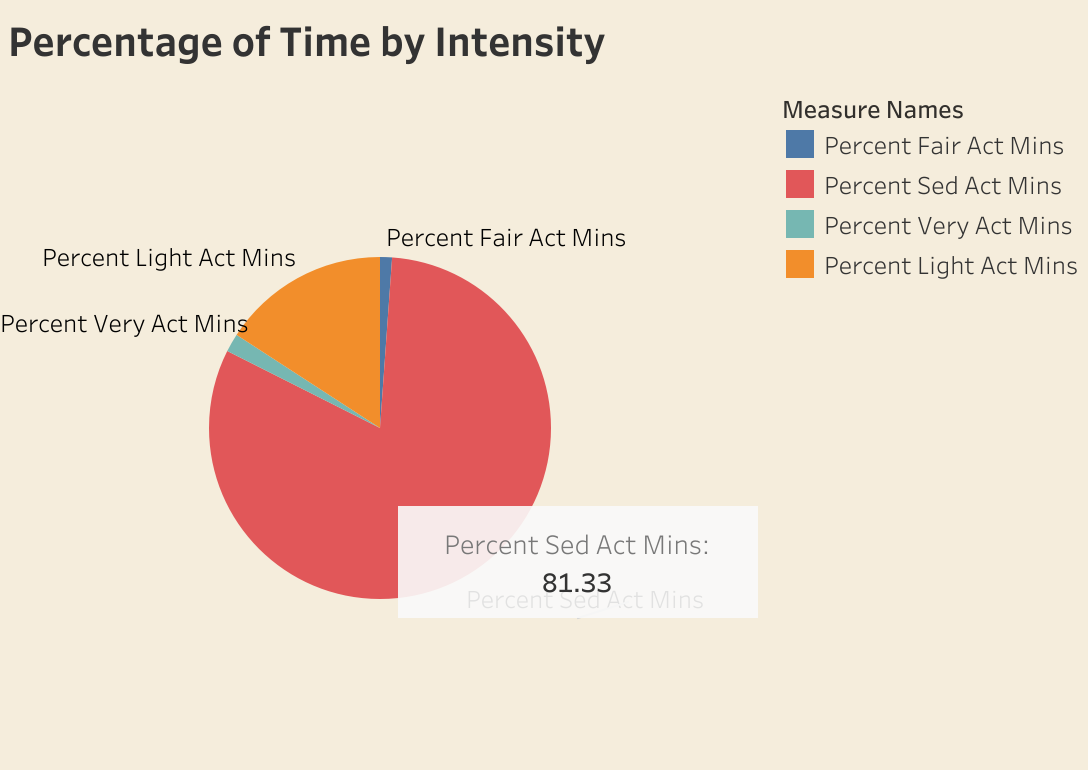 Percentage of Time by Intensity
Measure Names
Percent Fair Act Mins
Percent Sed Act Mins
Percent Very Act Mins
Percent Light Act Mins
Percent Fair Act Mins
Percent Light Act Mins
Percent Very Act Mins
Percent Sed Act Mins:
81.33
Percent Sed Act Mins